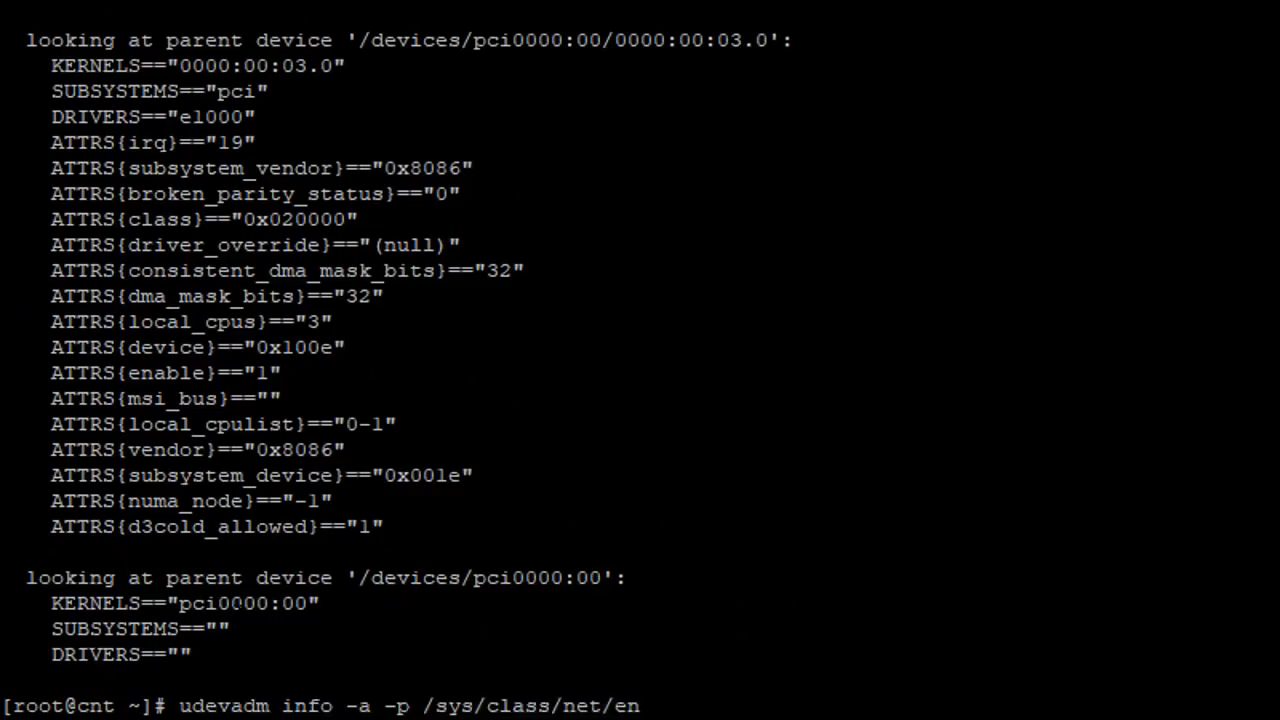 looking at parent device '/devices/pci0000:00/0000:00:03.0':
KERNELS=="0000:00:03.0"
SUBSYSTEMS=="pci"
DRIVERS=="e1000"
ATTRS{irq}=="19"
ATTRS{subsystem_vendor}=="0x8086"
ATTRS{broken_parity_status}=="0"
ATTRS{class}=="0x020000"
ATTRS{driver_override}=="(null)"
ATTRS{consistent_dma_mask_bits}=="32"
ATTRS{dma_mask_bits}=="32"
ATTRS{local_cpus}=="3"
ATTRS{device}=="0x100e"
ATTRS{enable}=="1"
ATTRS{msi_bus}==""
ATTRS{local_cpulist}=="0-1"
ATTRS{vendor}=="0x8086"
ATTRS{subsystem_device}=="0x001e"
ATTRS{numa_node}=="-1"
ATTRS{d3cold_allowed}=="1"
looking at parent device '/devices/pci0000:00':
KERNELS=="pci0000:00"
SUBSYSTEMS==""
DRIVERS==""
[root@cnt ~]# udevadm info -a -p /sys/class/net/en